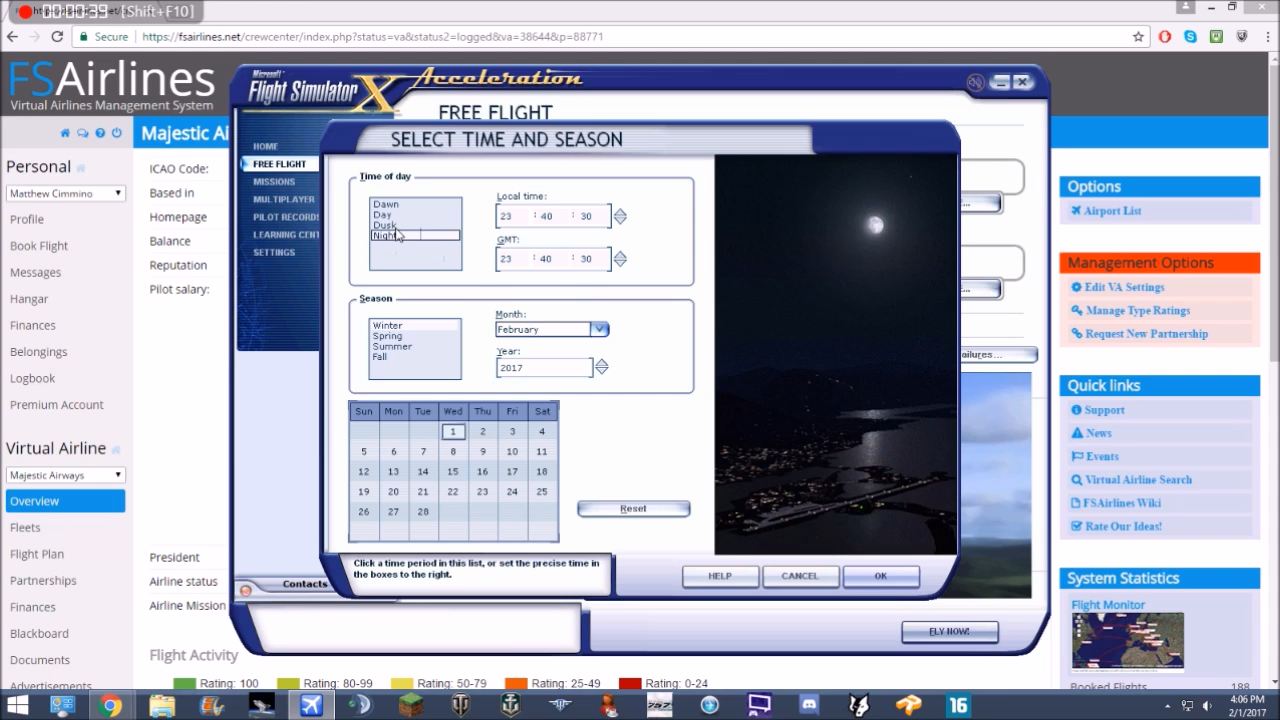 00:00:39 [Shift+F10]
Secure
https://fsairlines.net/crewcenter/index.php?status=va&status2=logged&va=38644&p=88771
FSAirlines
Virtual Airlines Management System
Personal
Matthew Cimmino
Profile
Book Flight
Messages
Hangar
Finances
Belongings
Logbook
Premium Account
Virtual Airline
Majestic Airways
Overview
Fleets
Flight Plan
Partnerships
Finances
Blackboard
Documents
Advertisements
Majestic Ai
ICAO Code:
Based in
Homepage
Balance
Reputation
Pilot salary:
President
Airline status
Airline Mission
Flight Activity
Rating: 100
Rating: 80-9
50-79
Rating: 25-49
Rating: 0-24
Microsoft
Flight Simulator X Acceleration
FREE FLIGHT
HOME
FREE FLIGHT
MISSIONS
MULTIPLAYER
PILOT RECORDS
LEARNING CENT
SETTINGS
SELECT TIME AND SEASON
Time of day
Dawn
Day
Dusk
Night
Local time:
23 : 40 : 30
GMT:
23 : 40 : 30
Season
Winter
Spring
Summer
Fall
Month:
February
Year:
2017
Sun Mon Tue Wed Thu Fri Sat
1 2 3 4
5 6 7 8 9 10 11
12 13 14 15 16 17 18
19 20 21 22 23 24 25
26 27 28
Reset
Click a time period in this list, or set the precise time in
the boxes to the right.
HELP
CANCEL
OK
ailures...
Contacts
FLY NOW!
Options
Airport List
Management Options
Edit VA Settings
Manage Type Ratings
Request New Partnership
Quick links
Support
News
Events
Virtual Airline Search
FSAirlines Wiki
Rate Our Ideas!
System Statistics
Flight Monitor
Booked Flights 188
16
4:06 PM
2/1/2017